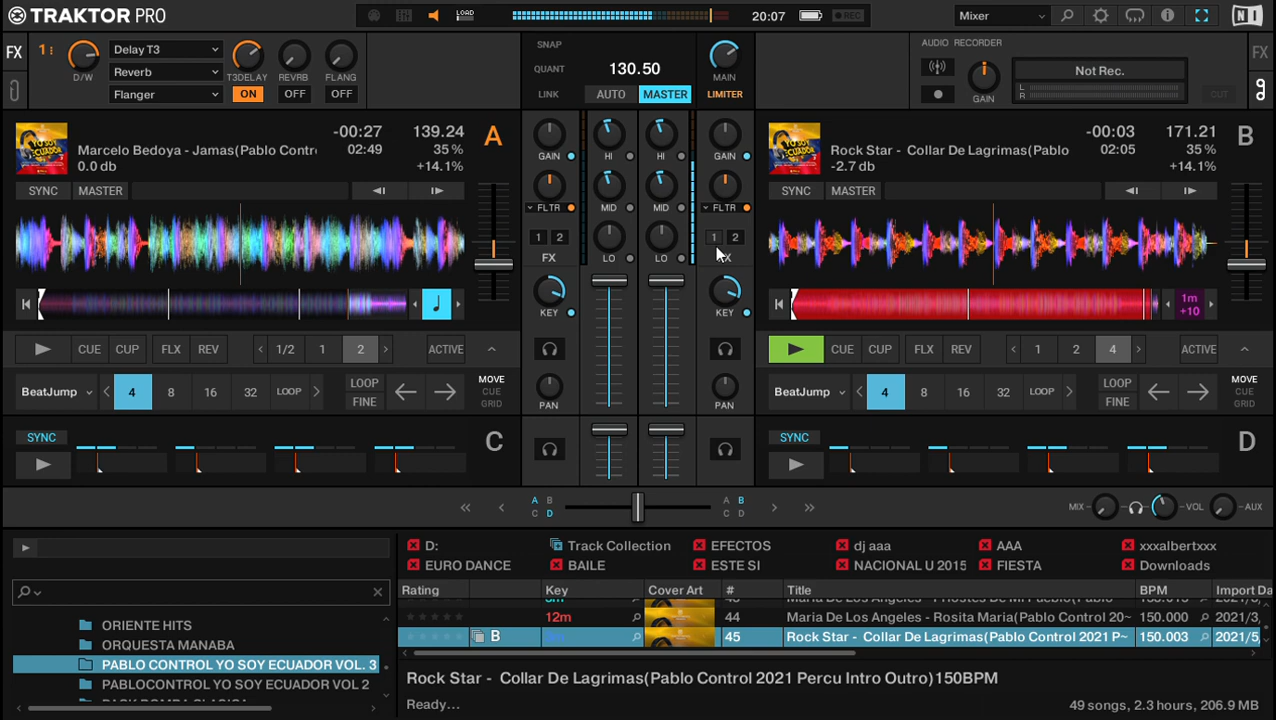 TRAKTOR PRO
LOAD
20:07
REC
Mixer
NI
FX
1
D/W
Delay T3
Reverb
Flanger
T3DELAY REVRB FLANG
ON OFF OFF
SNAP
QUANT 130.50
LINK AUTO MASTER
MAIN
LIMITER
AUDIO RECORDER
GAIN
Not Rec.
L
R
CUT
FX
Marcelo Bedoya - Jamas(Pablo Contr
0.0 db
-00:27 139.24
02:49 35 %
+14.1%
A
SYNC MASTER
GAIN HI HI GAIN
FLTR MID MID FLTR
1 2 1 2
FX LO LO FX
KEY KEY
PAN PAN
Rock Star - Collar De Lagrimas(Pablo
-2.7 db
-00:03 171.21
02:05 35 %
+14.1%
B
SYNC MASTER
1m
+10
CUE CUP FLX REV 1/2 1 2 ACTIVE
BeatJump 4 8 16 32 LOOP LOOP FINE MOVE CUE GRID
CUE CUP FLX REV 1 2 4 ACTIVE
BeatJump 4 8 16 32 LOOP LOOP FINE MOVE CUE GRID
SYNC C
SYNC D
A B
C D
A B
C D
MIX VOL AUX
D: Track Collection EFECTOS dj aaa AAA xxxalbertxxx
EURO DANCE BAILE ESTE SI NACIONAL U 2015 FIESTA Downloads
Rating Key Cover Art # Title BPM Import Da
12m 44 Maria De Los Angeles - Rosita Maria(Pablo Control 20~ 150.000 2021/3,
B 45 Rock Star - Collar De Lagrimas(Pablo Control 2021 P~ 150.003 2021/5,
ORIENTE HITS
ORQUESTA MANABA
PABLO CONTROL YO SOY ECUADOR VOL. 3
PABLOCONTROL YO SOY ECUADOR VOL 2
Rock Star - Collar De Lagrimas(Pablo Control 2021 Percu Intro Outro)150BPM
Ready... 49 songs, 2.3 hours, 206.9 MB